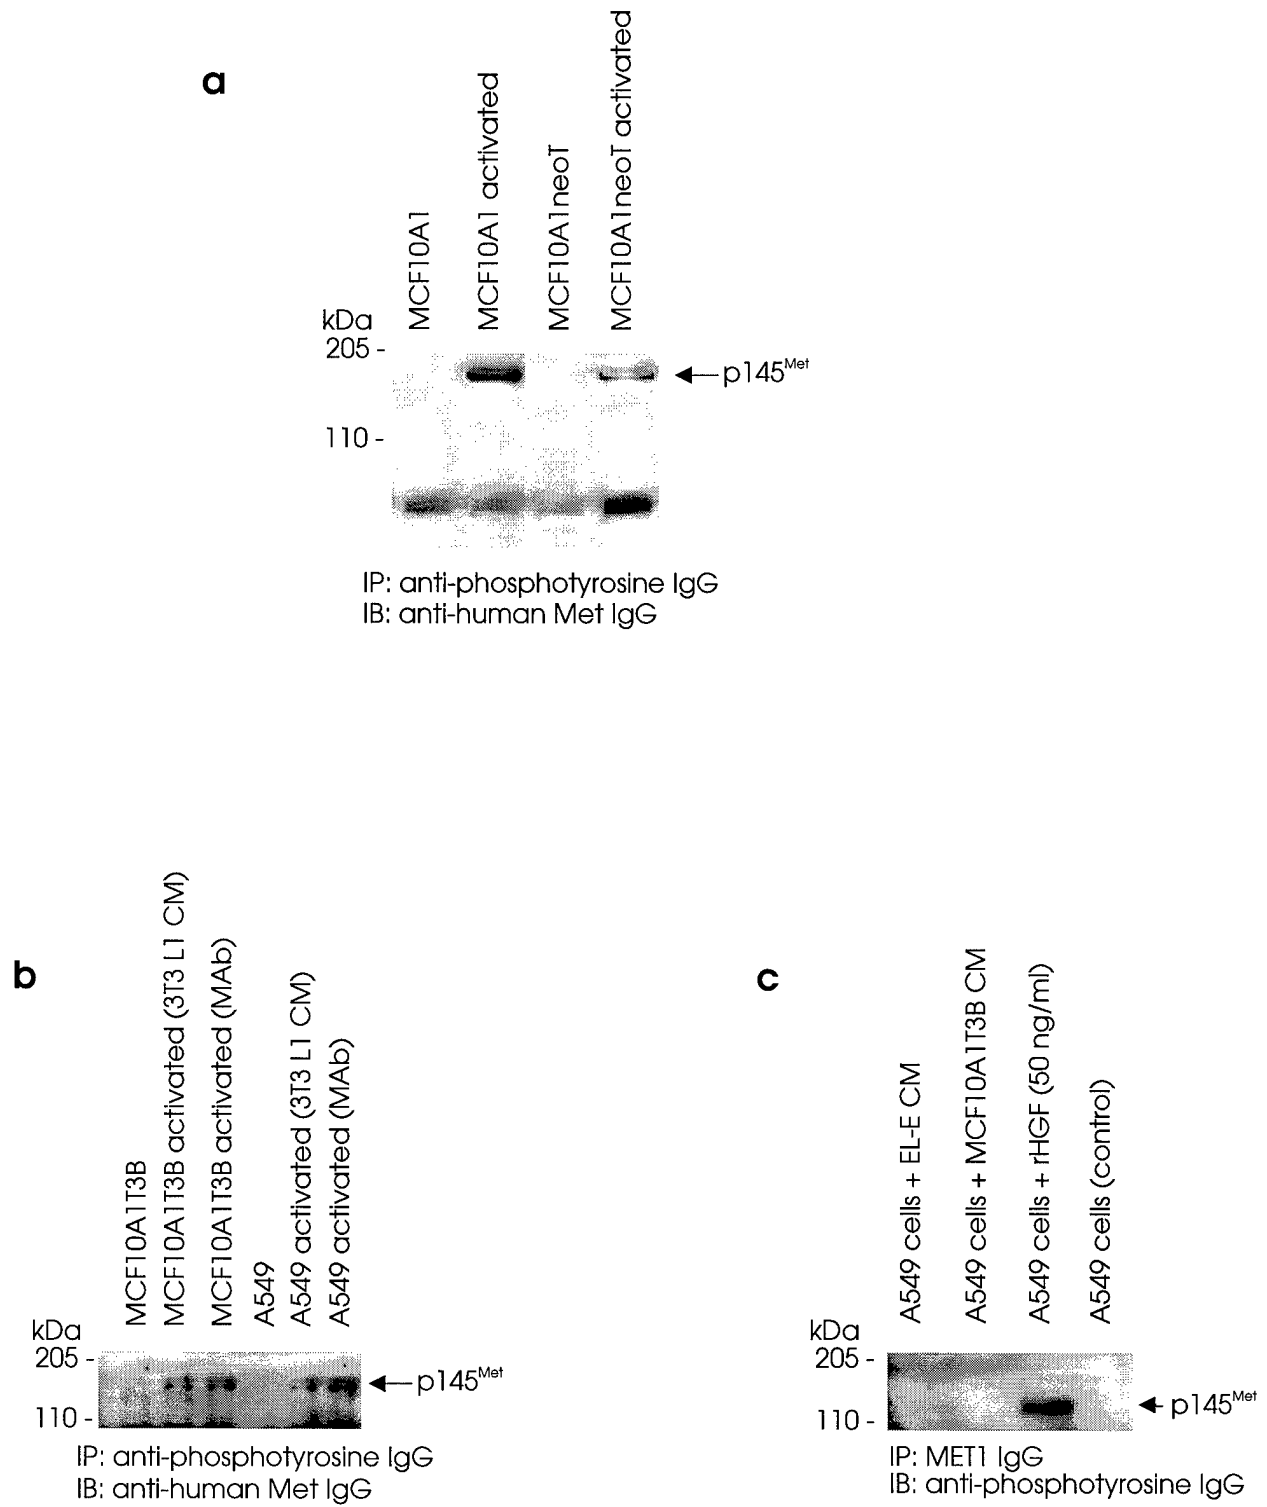 a
MCF10A1
MCF10A1 activated
MCF10A1neoT
MCF10A1neoT activated
kDa
205 -
p145Met
110 -
IP: anti-phosphotyrosine IgG
IB: anti-human Met IgG
b
MCF10A1T3B
MCF10A1T3B activated (3T3 L1 CM)
MCF10A1T3B activated (MAb)
A549
A549 activated (3T3 L1 CM)
A549 activated (MAb)
kDa
205 -
p145Met
110 -
IP: anti-phosphotyrosine IgG
IB: anti-human Met IgG
c
A549 cells + EL-E CM
A549 cells + MCF10A1T3B CM
A549 cells + rHGF (50 ng/ml)
A549 cells (control)
kDa
205 -
p145Met
110 -
IP: MET1 IgG
IB: anti-phosphotyrosine IgG